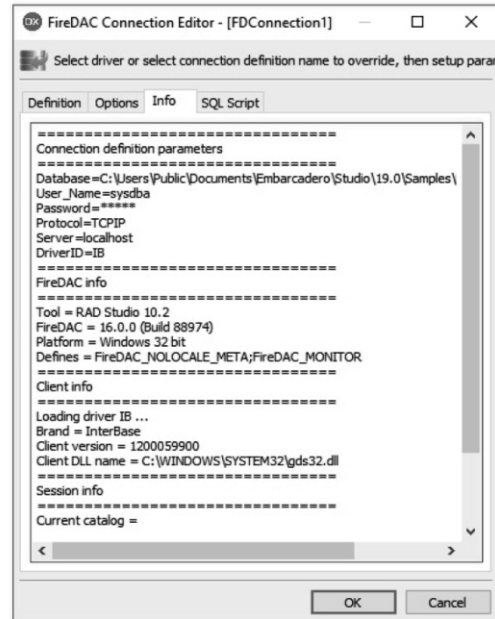 DX FireDAC Connection Editor - [FDConnection1]
Select driver or select connection definition name to override, then setup parar
Definition Options Info SQL Script
==================================
Connection definition parameters
==================================
Database=C:\Users\Public\Documents\Embarcadero\Studio\19.0\Samples\
User_Name=sysdba
Password=*****
Protocol=TCPIP
Server=localhost
DriverID=IB
==================================
FireDAC info
==================================
Tool = RAD Studio 10.2
FireDAC = 16.0.0 (Build 88974)
Platform = Windows 32 bit
Defines = FireDAC_NOLOCALE_META;FireDAC_MONITOR
==================================
Client info
==================================
Loading driver IB ...
Brand = InterBase
Client version = 1200059900
Client DLL name = C:\WINDOWS\SYSTEM32\gds32.dll
==================================
Session info
==================================
Current catalog =
OK Cancel